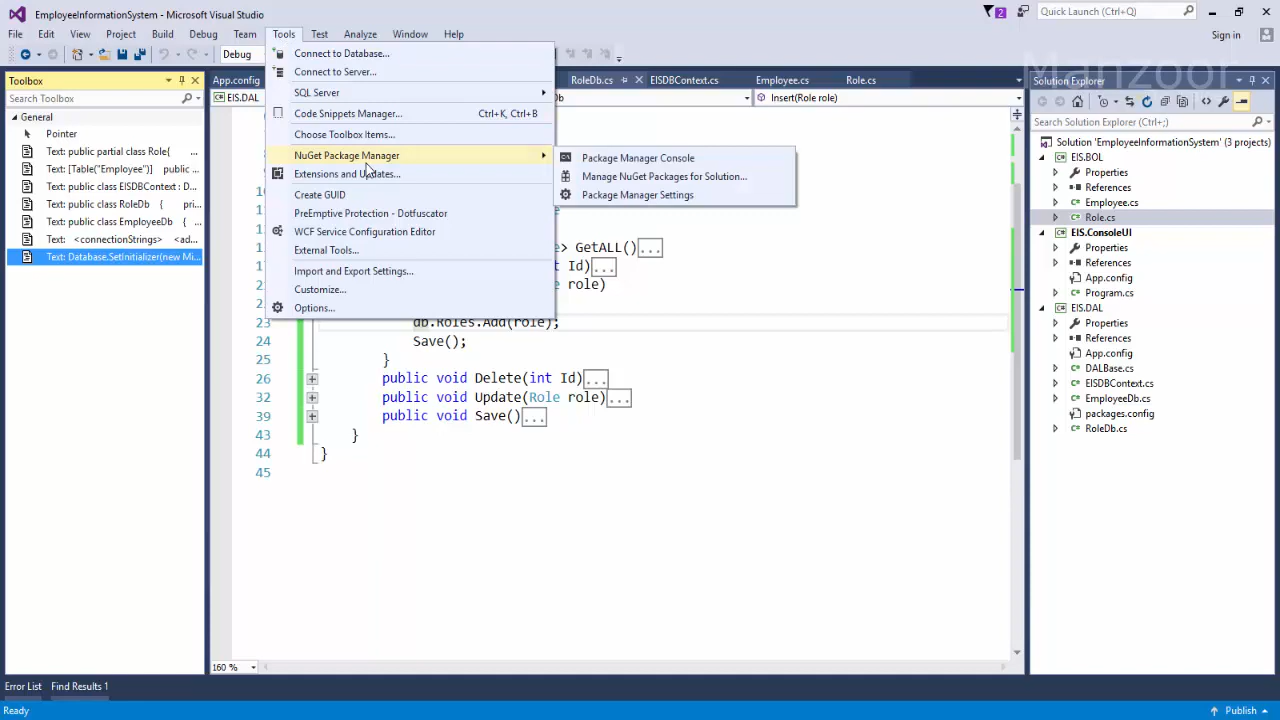 EmployeeInformationSystem - Microsoft Visual Studio
2
Quick Launch (Ctrl+Q)
File Edit View Project Build Debug Team Tools Test Analyze Window Help
Sign in
Debug
Manzoor
Toolbox
Search Toolbox
General
Pointer
Text: public partial class Role{
Text: [Table("Employee")] public ...
Text: public class EISDBContext : D...
Text: public class RoleDb { pri...
Text: public class EmployeeDb {
Text: <connectionStrings> <ad...
Text: Database.SetInitializer(new Mi...
Connect to Database...
Connect to Server...
SQL Server
Code Snippets Manager... Ctrl+K, Ctrl+B
Choose Toolbox Items...
NuGet Package Manager
Extensions and Updates...
Create GUID
PreEmptive Protection - Dotfuscator
WCF Service Configuration Editor
External Tools...
Import and Export Settings...
Customize...
Options...
Package Manager Console
Manage NuGet Packages for Solution...
Package Manager Settings
App.config RoleDb.cs EISDBContext.cs Employee.cs Role.cs
EIS.DAL Db Insert(Role role)
> GetALL()...
Id)...
role)
23 db.Roles.Add(role);
24 Save();
25 }
26 public void Delete(int Id)...
32 public void Update(Role role)...
39 public void Save()...
43 }
44 }
45
160 %
Solution Explorer
Search Solution Explorer (Ctrl+;)
Solution 'EmployeeInformationSystem' (3 projects)
EIS.BOL
Properties
References
Employee.cs
Role.cs
EIS.ConsoleUI
Properties
References
App.config
Program.cs
EIS.DAL
Properties
References
App.config
DALBase.cs
EISDBContext.cs
EmployeeDb.cs
packages.config
RoleDb.cs
Error List Find Results 1
Ready
Publish